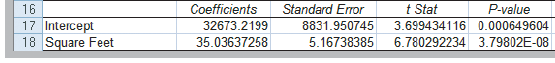 16 Coefficients Standard Error t Stat P-value
17 Intercept 32673.2199 8831.950745 3.699434116 0.000649604
18 Square Feet 35.03637258 5.16738385 6.780292234 3.79802E-08